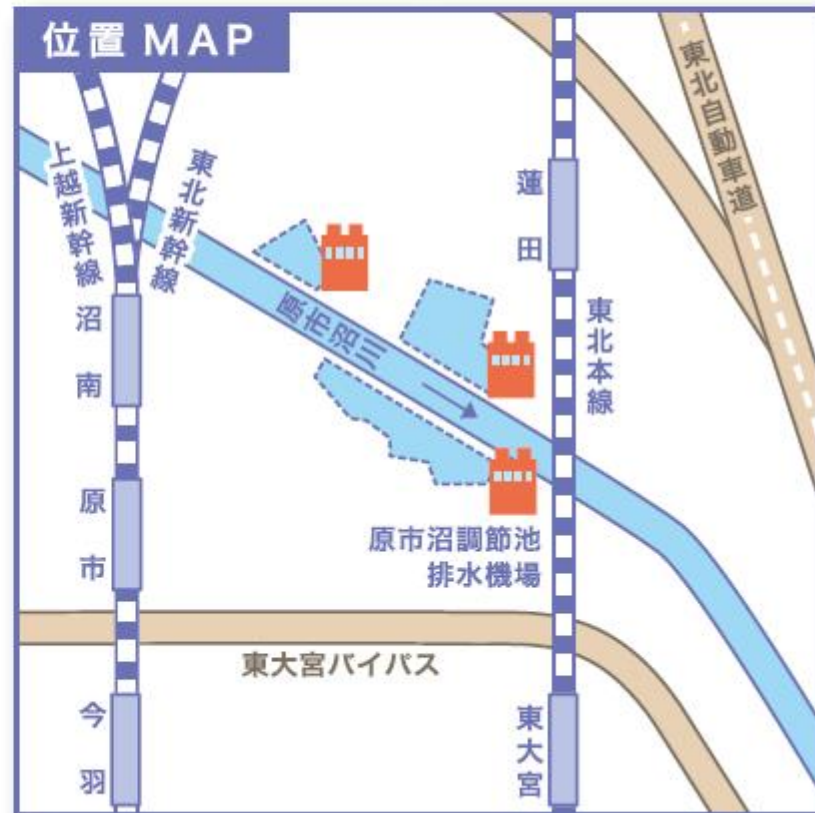 位置 MAP
上越新幹線
東北新幹線
沼南
原市
今羽
原市沼川
蓮田
東北本線
東北自動車道
原市沼調節池
排水機場
東大宮バイパス
東大宮